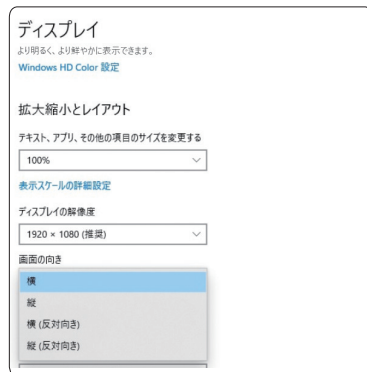 ディスプレイ
より明るく、より鮮やかに表示できます。
Windows HD Color 設定
拡大縮小とレイアウト
テキスト、アプリ、その他の項目のサイズを変更する
100%
表示スケールの詳細設定
ディスプレイの解像度
1920 × 1080 (推奨)
画面の向き
横
縦
横 (反対向き)
縦 (反対向き)